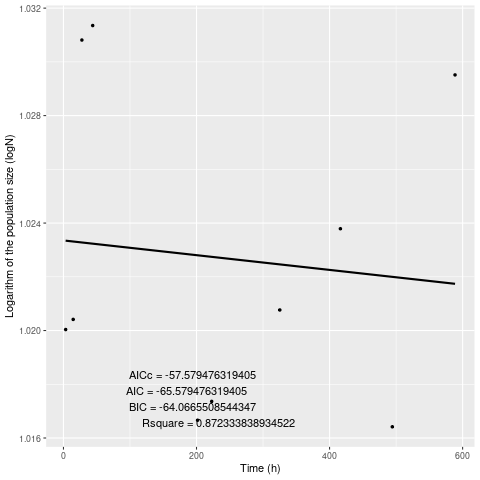 1.032
1.028
1.024
1.020
1.016
Logarithm of the population size (logN)
AICc = -57.579476319405
AIC = -65.579476319405
BIC = -64.0665508544347
Rsquare = 0.872333838934522
0
200
400
600
Time (h)